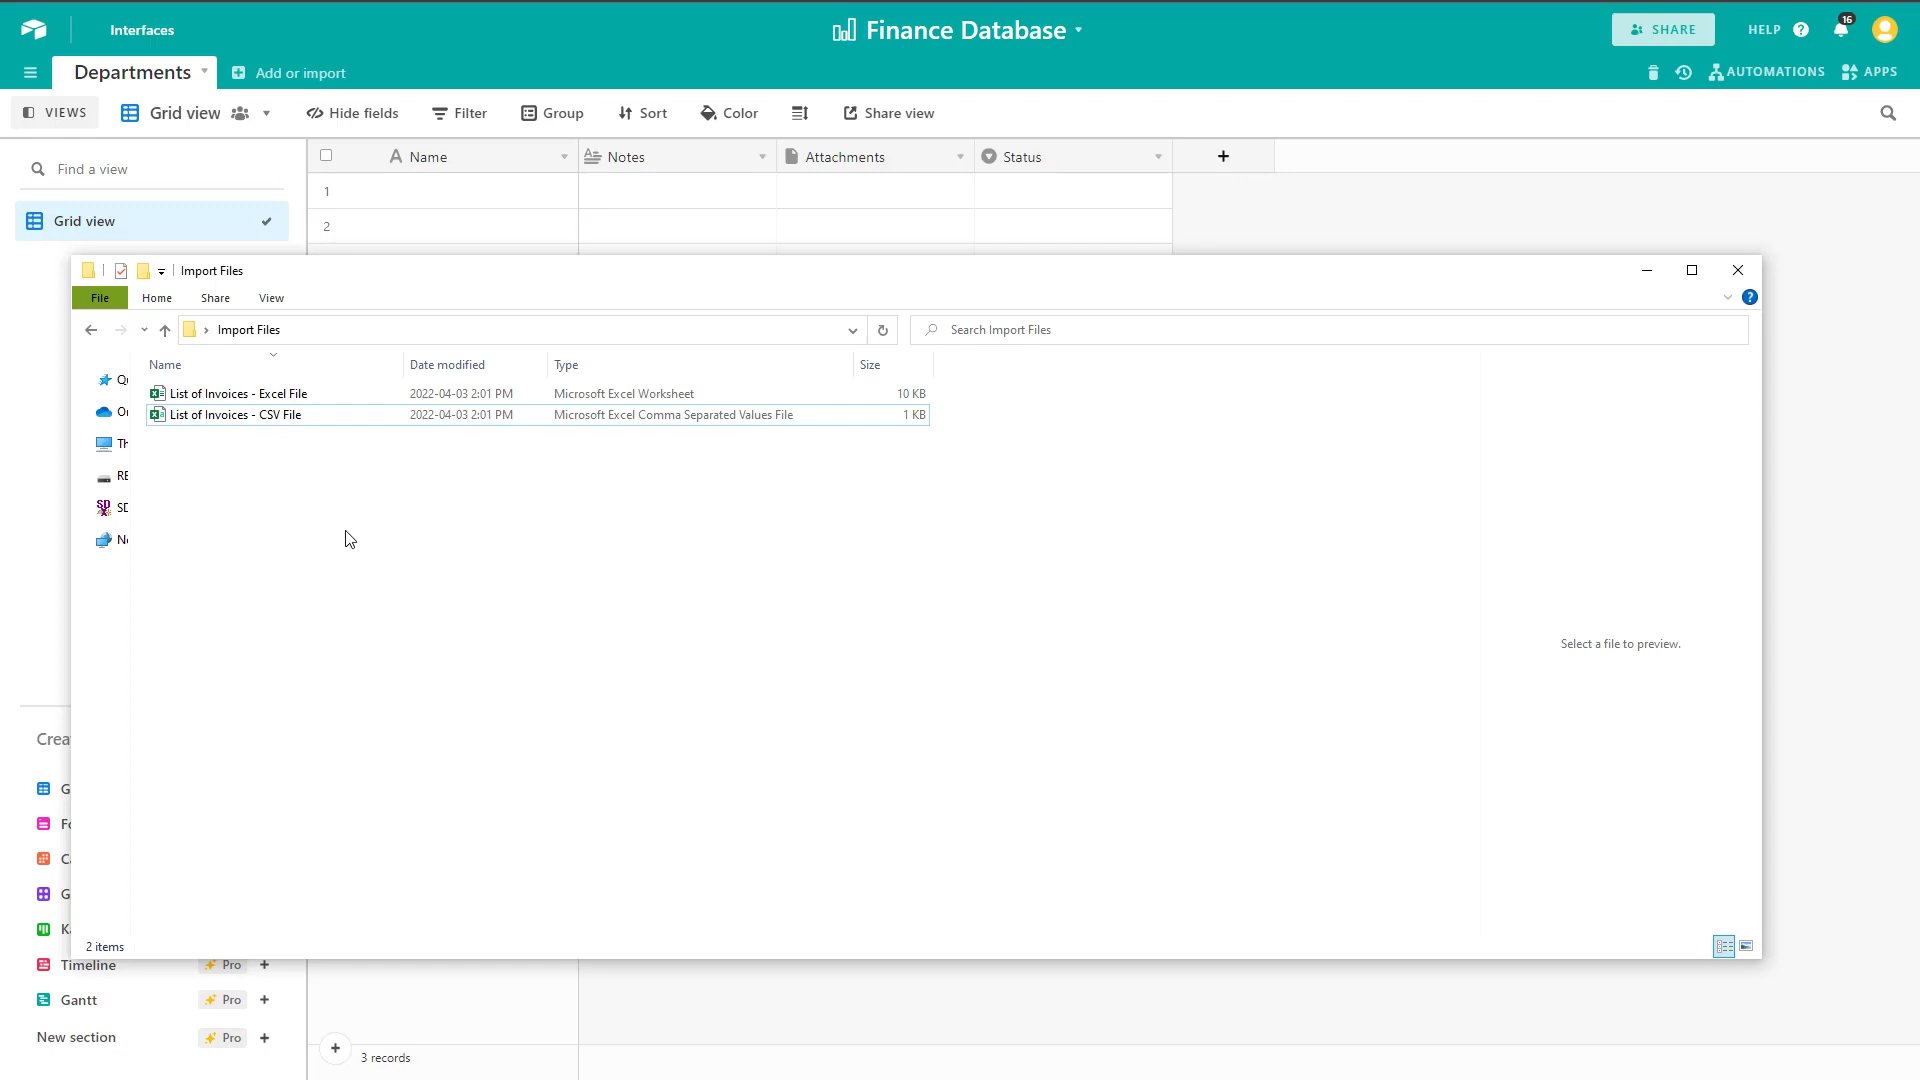 Interfaces
Finance Database
SHARE
HELP
16
Departments
Add or import
AUTOMATIONS
APPS
VIEWS
Grid view
Hide fields
Filter
Group
Sort
Color
Share view
Find a view
Name
Notes
Attachments
Status
1
Grid view
2
Import Files
File
Home
Share
View
Import Files
Search Import Files
Name
Date modified
Type
Size
List of Invoices - Excel File
2022-04-03 2:01 PM
Microsoft Excel Worksheet
10 KB
List of Invoices - CSV File
2022-04-03 2:01 PM
Microsoft Excel Comma Separated Values File
1 KB
Select a file to preview.
2 items
Timeline
Pro
Gantt
Pro
New section
Pro
3 records